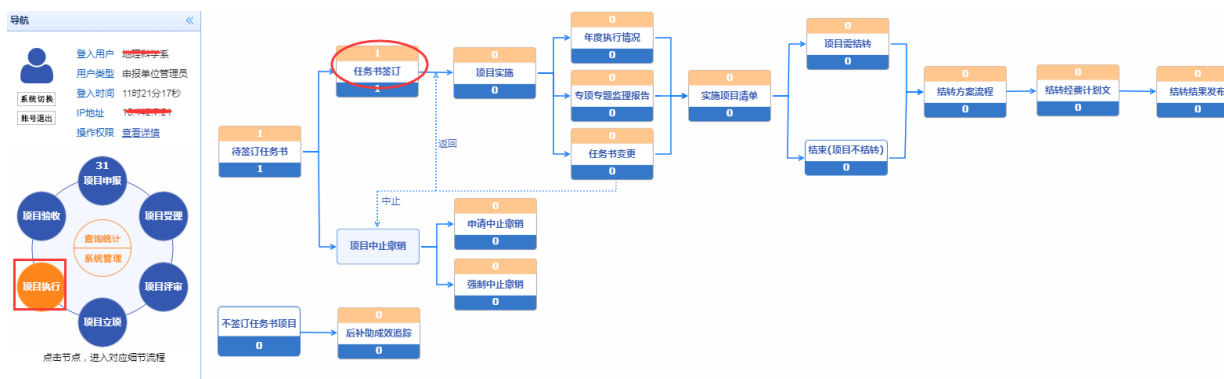 导航
登入用户
用户类型 申报单位管理员
登入时间 11时21分17秒
IP地址
操作权限 查看详情
系统切换
账号退出
31
项目申报
项目受理
项目评审
项目立项
项目执行
项目验收
查询统计
系统管理
点击节点，进入对应细节流程
1
待签订任务书
1
1
任务书签订
1
0
项目实施
0
0
年度执行情况
0
0
专项专题监理报告
0
0
任务书变更
0
0
实施项目清单
0
0
项目需结转
0
结束(项目不结转)
0
0
结转方案流程
0
0
结转经费计划文
0
0
结转结果发布
0
返回
中止
项目中止撤销
0
申请中止撤销
0
0
强制中止撤销
0
不签订任务书项目
0
0
后补助成效追踪
0